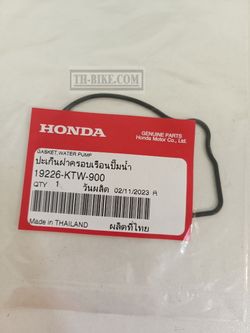 TH-BIKE.COM
HONDA
GENUINE PARTS
Honda Motor Co., Ltd.
GASKET,WATER PUMP
ปะเก็นฝาครอบเรือนปั๊มน้ำ
19226-KTW-900
QTY 1 วันผลิต 02/11/2023 R
Made in THAILAND ผลิตที่ไทย